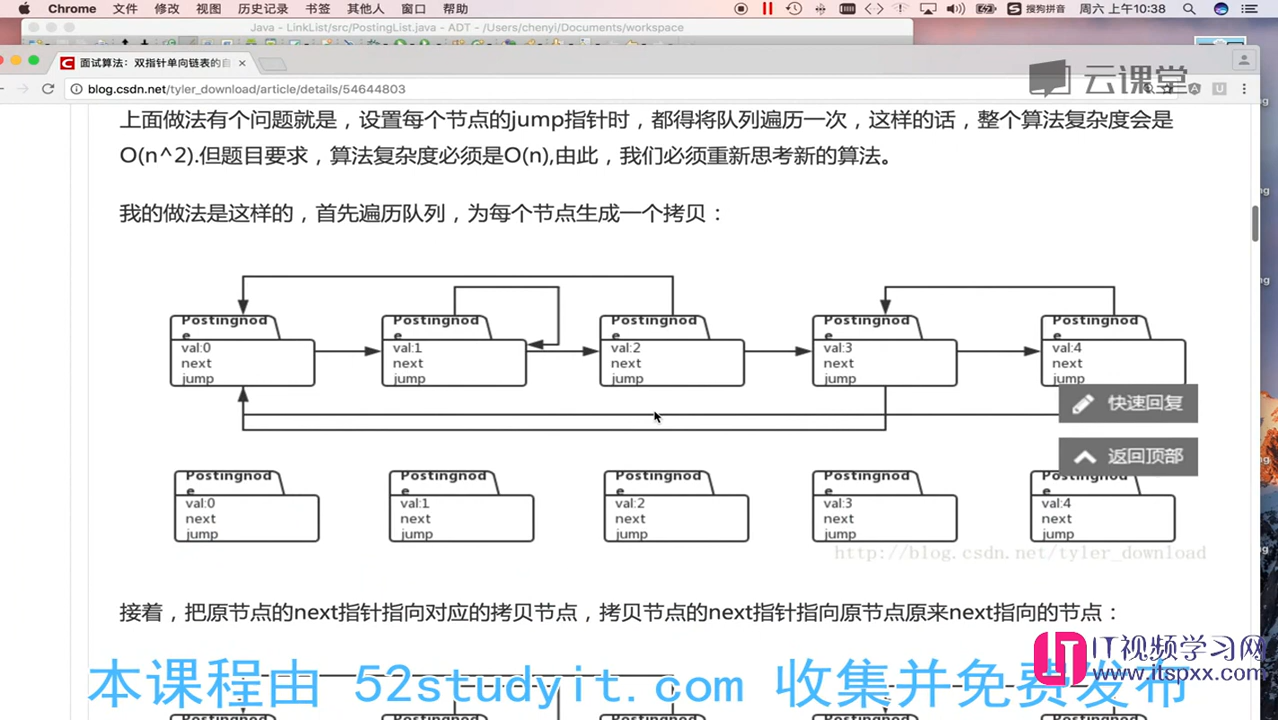 Chrome 文件 修改 视图 历史记录 书签 其他人 窗口 帮助 搜狗拼音 周六 上午10:38
Java - LinkList/src/PostingList.java - ADT - /Users/chenyi/Documents/workspace
面试算法：双指针单向链表的自
云课堂
blog.csdn.net/tyler_download/article/details/54644803
上面做法有个问题就是，设置每个节点的jump指针时，都得将队列遍历一次，这样的话，整个算法复杂度会是
O(n^2).但题目要求，算法复杂度必须是O(n),由此，我们必须重新思考新的算法。
我的做法是这样的，首先遍历队列，为每个节点生成一个拷贝：
Postingnod Postingnod Postingnod Postingnod Postingnod
e e e e e
val:0 val:1 val:2 val:3 val:4
next next next next next
jump jump jump jump jump
快速回复
返回顶部
Postingnod Postingnod Postingnod Postingnod Postingnod
e e e e e
val:0 val:1 val:2 val:3 val:4
next next next next next
jump jump jump jump jump
http://blog.csdn.net/tyler_download
接着，把原节点的next指针指向对应的拷贝节点，拷贝节点的next指针指向原节点原来next指向的节点：
IT视频学习网
www.itspxx.com
本课程由 52studyit.com 收集并免费发布